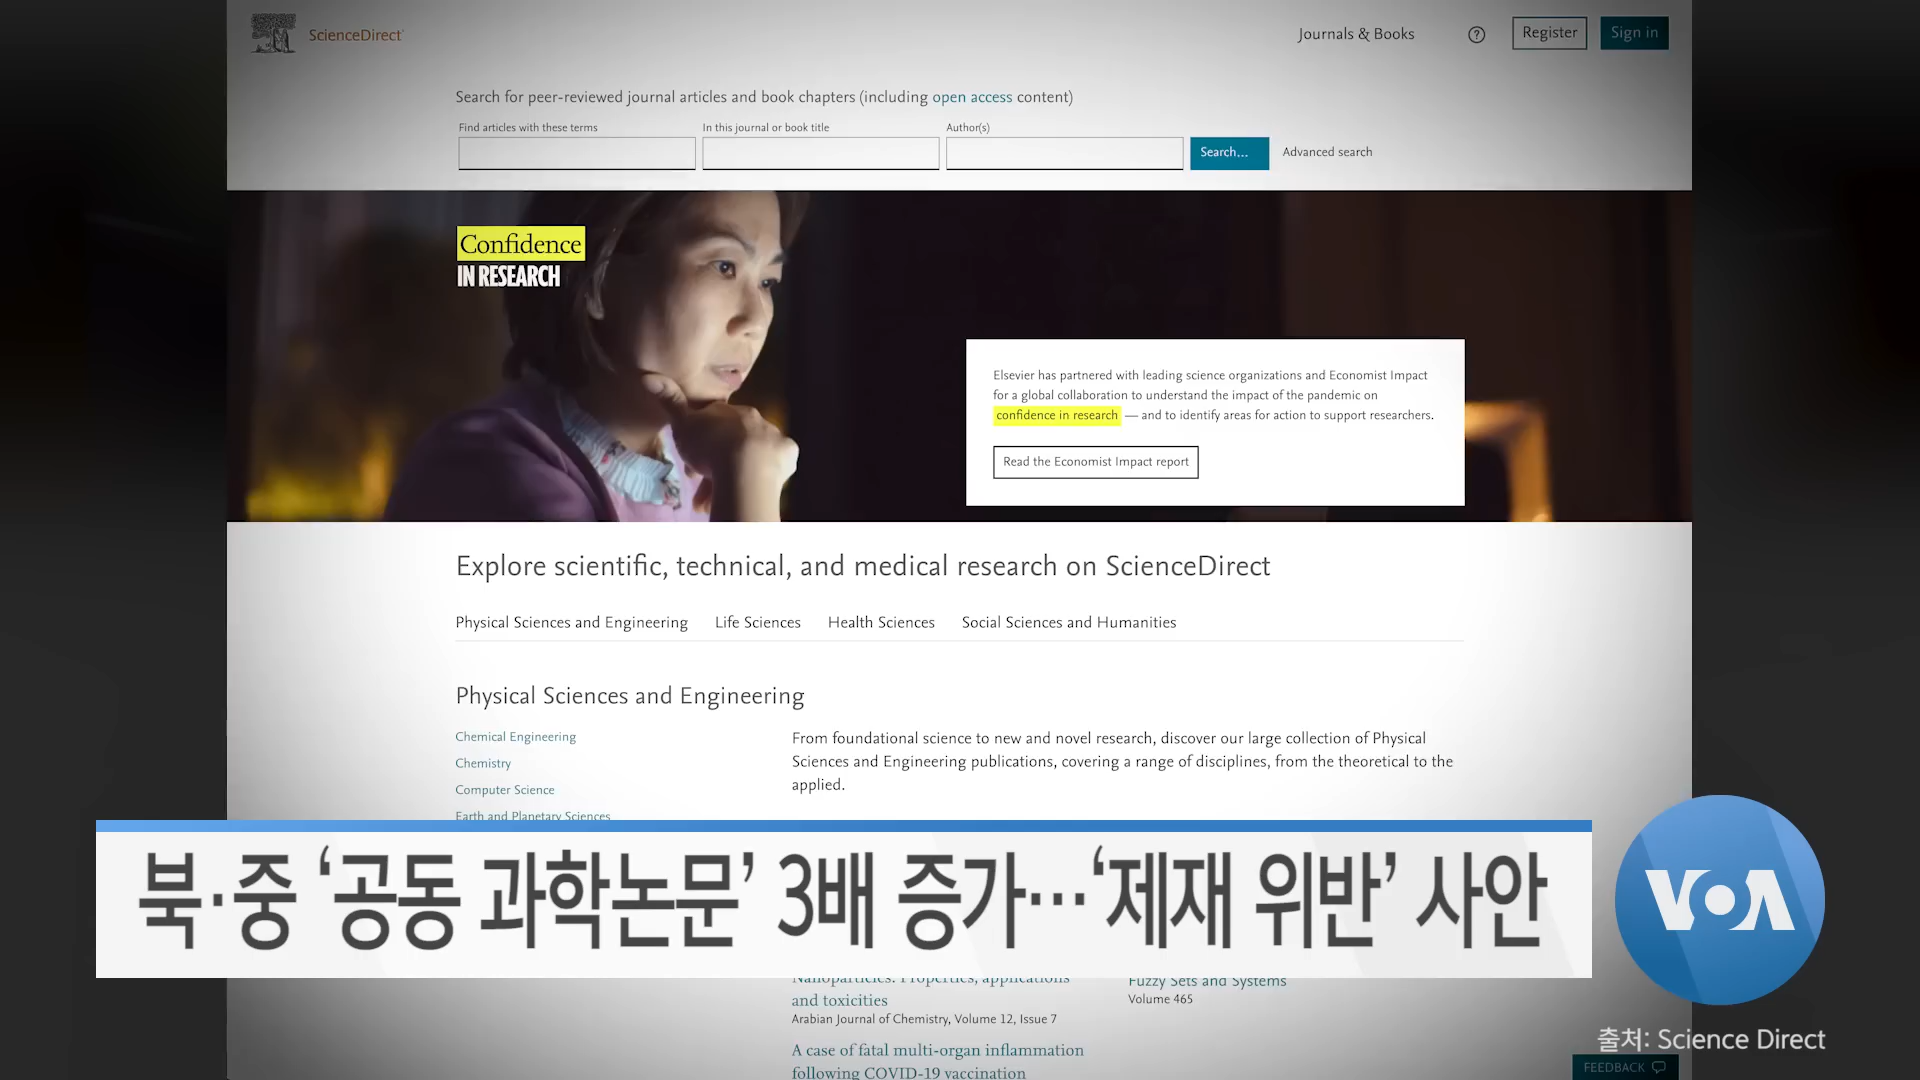 ScienceDirect
Journals & Books
?
Register
Sign in
Search for peer-reviewed journal articles and book chapters (including open access content)
Find articles with these terms
In this journal or book title
Author(s)
Search...
Advanced search
Confidence
IN RESEARCH
Elsevier has partnered with leading science organizations and Economist Impact
for a global collaboration to understand the impact of the pandemic on
confidence in research — and to identify areas for action to support researchers.
Read the Economist Impact report
Explore scientific, technical, and medical research on ScienceDirect
Physical Sciences and Engineering
Life Sciences
Health Sciences
Social Sciences and Humanities
Physical Sciences and Engineering
Chemical Engineering
Chemistry
Computer Science
Earth and Planetary Sciences
From foundational science to new and novel research, discover our large collection of Physical
Sciences and Engineering publications, covering a range of disciplines, from the theoretical to the
applied.
북·중 ‘공동 과학논문’ 3배 증가…‘제재 위반’ 사안
VOA
Nanoparticles: Properties, applications
and toxicities
Arabian Journal of Chemistry, Volume 12, Issue 7
Fuzzy Sets and Systems
Volume 465
A case of fatal multi-organ inflammation
following COVID-19 vaccination
출처: Science Direct
FEEDBACK